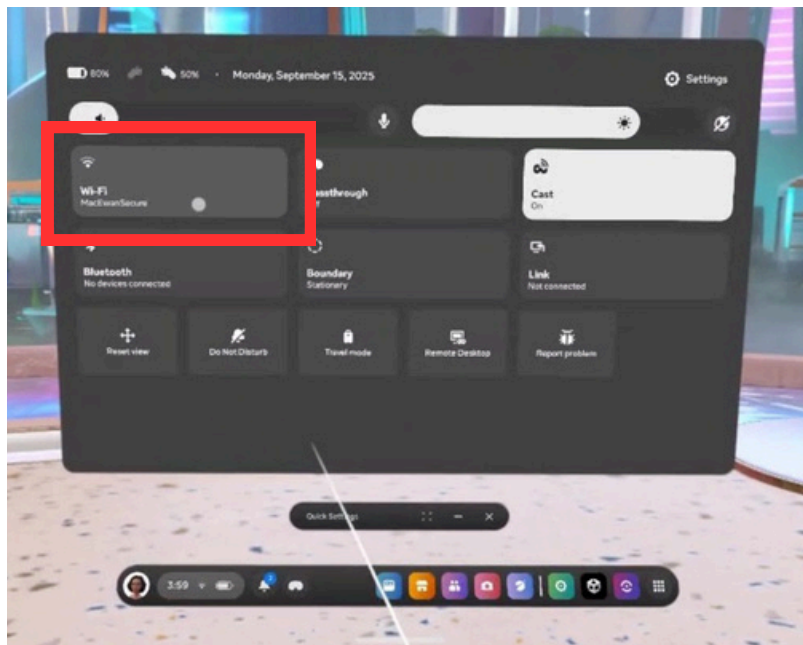 80%
50%
· Monday, September 15, 2025
Settings
Wi-Fi
MacEwanSecure
Cast
On
Bluetooth
No devices connected
Boundary
Stationary
Link
Not connected
Reset view
Do Not Disturb
Travel mode
Remote Desktop
Report problem
Quick Settings
3:59